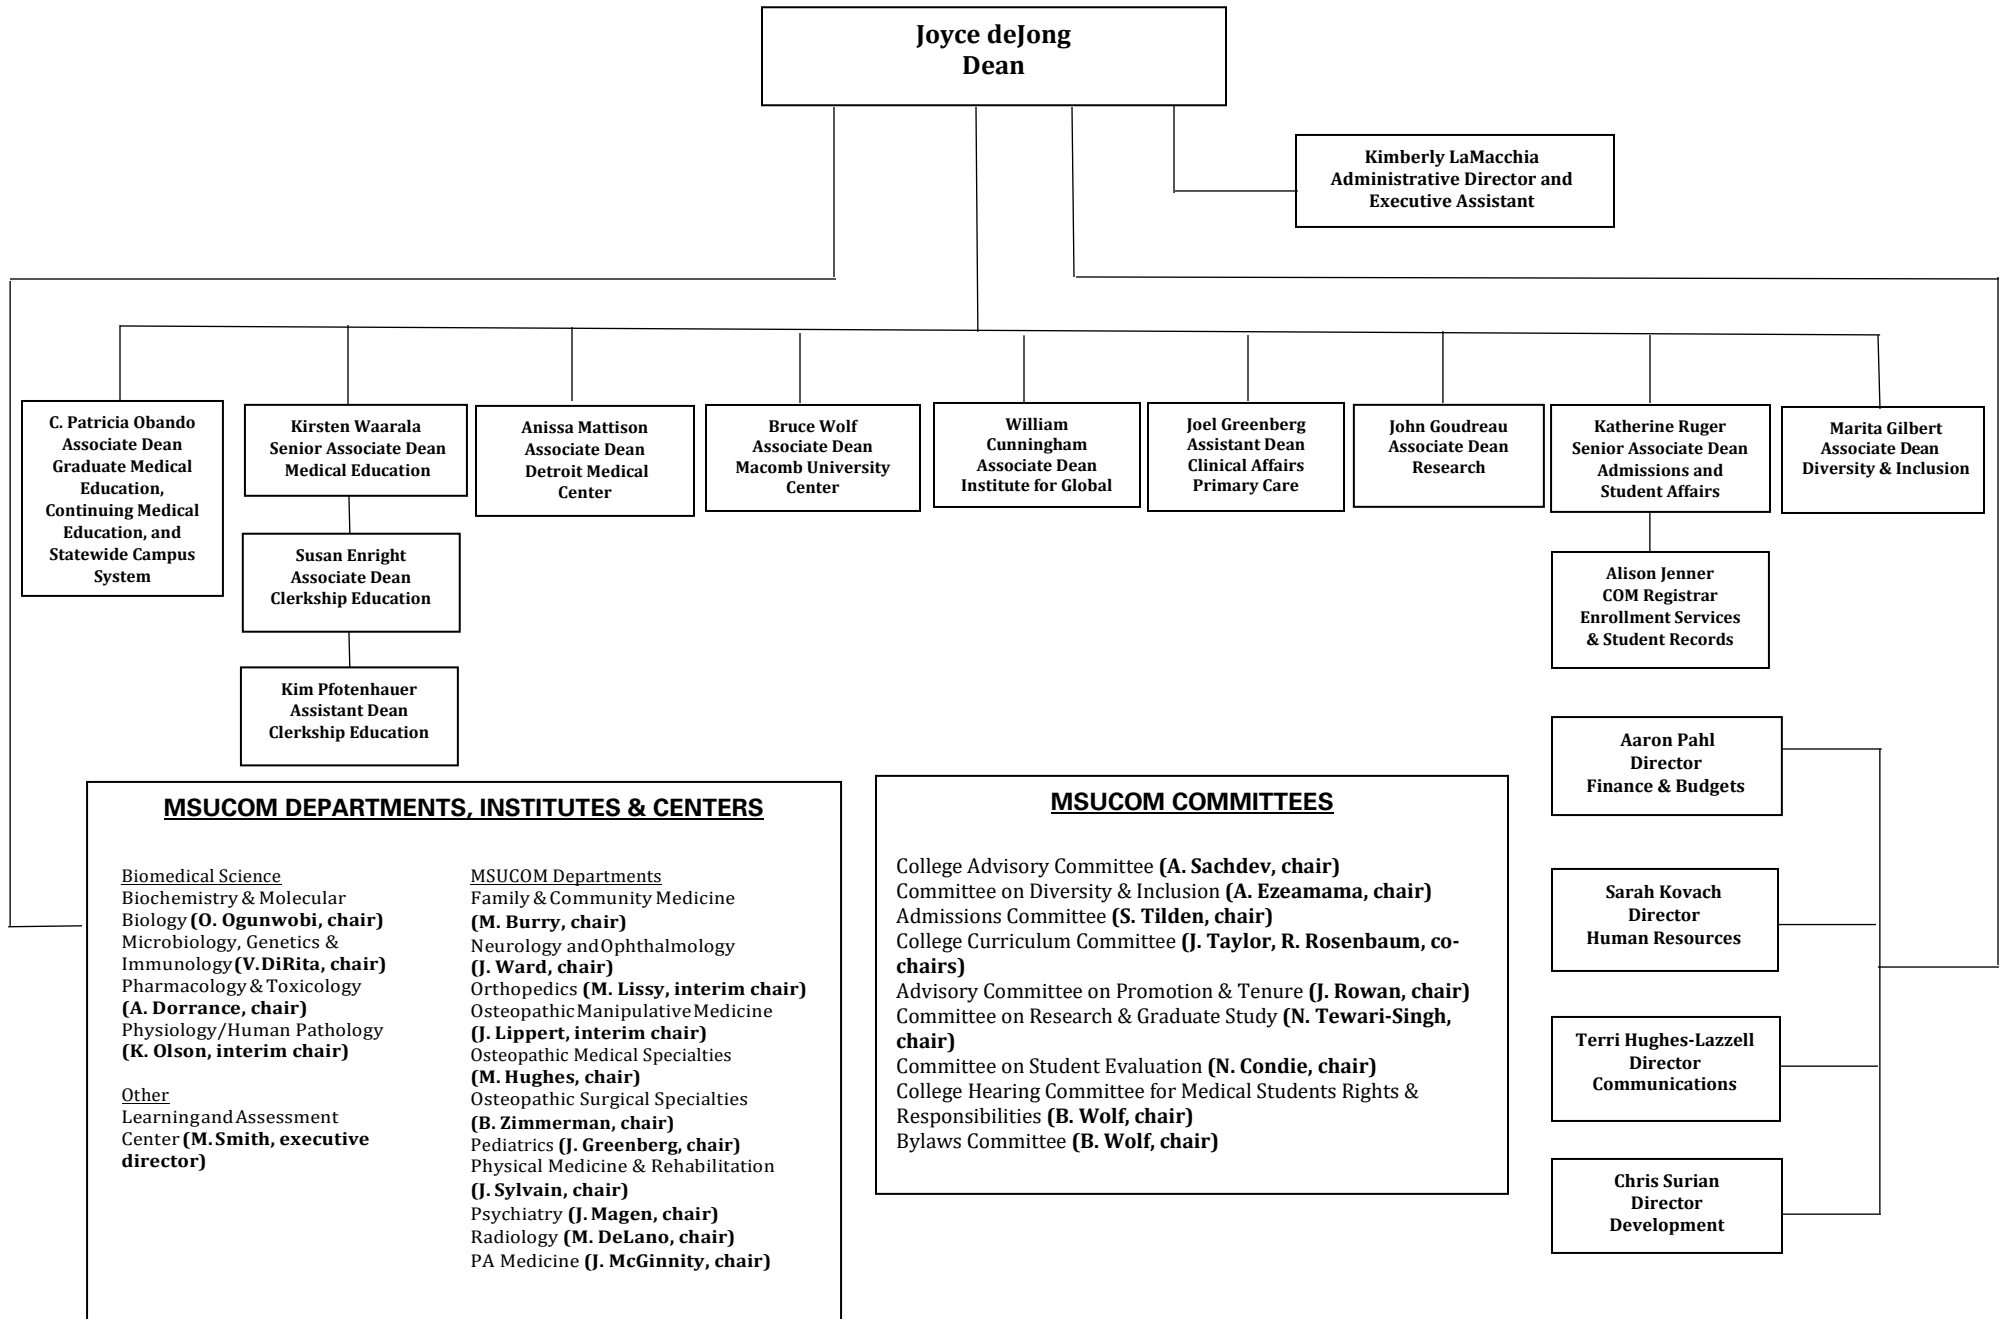 Joyce deJong
Dean
Kimberly LaMacchia
Administrative Director and
Executive Assistant
C. Patricia Obando
Associate Dean
Graduate Medical
Education,
Continuing Medical
Education, and
Statewide Campus
System
Kirsten Waarala
Senior Associate Dean
Medical Education
Anissa Mattison
Associate Dean
Detroit Medical
Center
Bruce Wolf
Associate Dean
Macomb University
Center
William
Cunningham
Associate Dean
Institute for Global
Joel Greenberg
Assistant Dean
Clinical Affairs
Primary Care
John Goudreau
Associate Dean
Research
Katherine Ruger
Senior Associate Dean
Admissions and
Student Affairs
Marita Gilbert
Associate Dean
Diversity & Inclusion
Susan Enright
Associate Dean
Clerkship Education
Alison Jenner
COM Registrar
Enrollment Services
& Student Records
Kim Pfotenhauer
Assistant Dean
Clerkship Education
Aaron Pahl
Director
Finance & Budgets
Sarah Kovach
Director
Human Resources
Terri Hughes-Lazzell
Director
Communications
Chris Surian
Director
Development
MSUCOM DEPARTMENTS, INSTITUTES & CENTERS
Biomedical Science
Biochemistry & Molecular
Biology (O. Ogunwobi, chair)
Microbiology, Genetics &
Immunology (V.DiRita, chair)
Pharmacology & Toxicology
(A. Dorrance, chair)
Physiology/Human Pathology
(K. Olson, interim chair)
Other
Learning and Assessment
Center (M. Smith, executive
director)
MSUCOM Departments
Family & Community Medicine
(M. Burry, chair)
Neurology and Ophthalmology
(J. Ward, chair)
Orthopedics (M. Lissy, interim chair)
Osteopathic Manipulative Medicine
(J. Lippert, interim chair)
Osteopathic Medical Specialties
(M. Hughes, chair)
Osteopathic Surgical Specialties
(B. Zimmerman, chair)
Pediatrics (J. Greenberg, chair)
Physical Medicine & Rehabilitation
(J. Sylvain, chair)
Psychiatry (J. Magen, chair)
Radiology (M. DeLano, chair)
PA Medicine (J. McGinnity, chair)
MSUCOM COMMITTEES
College Advisory Committee (A. Sachdev, chair)
Committee on Diversity & Inclusion (A. Ezeamama, chair)
Admissions Committee (S. Tilden, chair)
College Curriculum Committee (J. Taylor, R. Rosenbaum, co-
chairs)
Advisory Committee on Promotion & Tenure (J. Rowan, chair)
Committee on Research & Graduate Study (N. Tewari-Singh,
chair)
Committee on Student Evaluation (N. Condie, chair)
College Hearing Committee for Medical Students Rights &
Responsibilities (B. Wolf, chair)
Bylaws Committee (B. Wolf, chair)